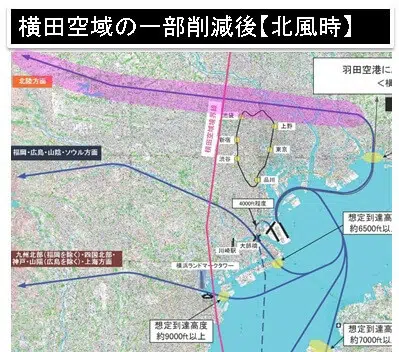 横田空域の一部削減後【北風時】
羽田空港に
北陸方面
横田空域境界線
池袋
上野
新宿
東京
渋谷
品川
福岡・広島・山陰・ソウル方面
4000ft程度
想定到達高度
約6500ft以上
川崎駅
大師橋
九州北部(福岡を除く)・四国北部・
神戸・山陽(広島を除く)・上海方面
横浜ランドマークタワー
想定到達高度
約9000ft以上
想定到達高
約7000ft以上